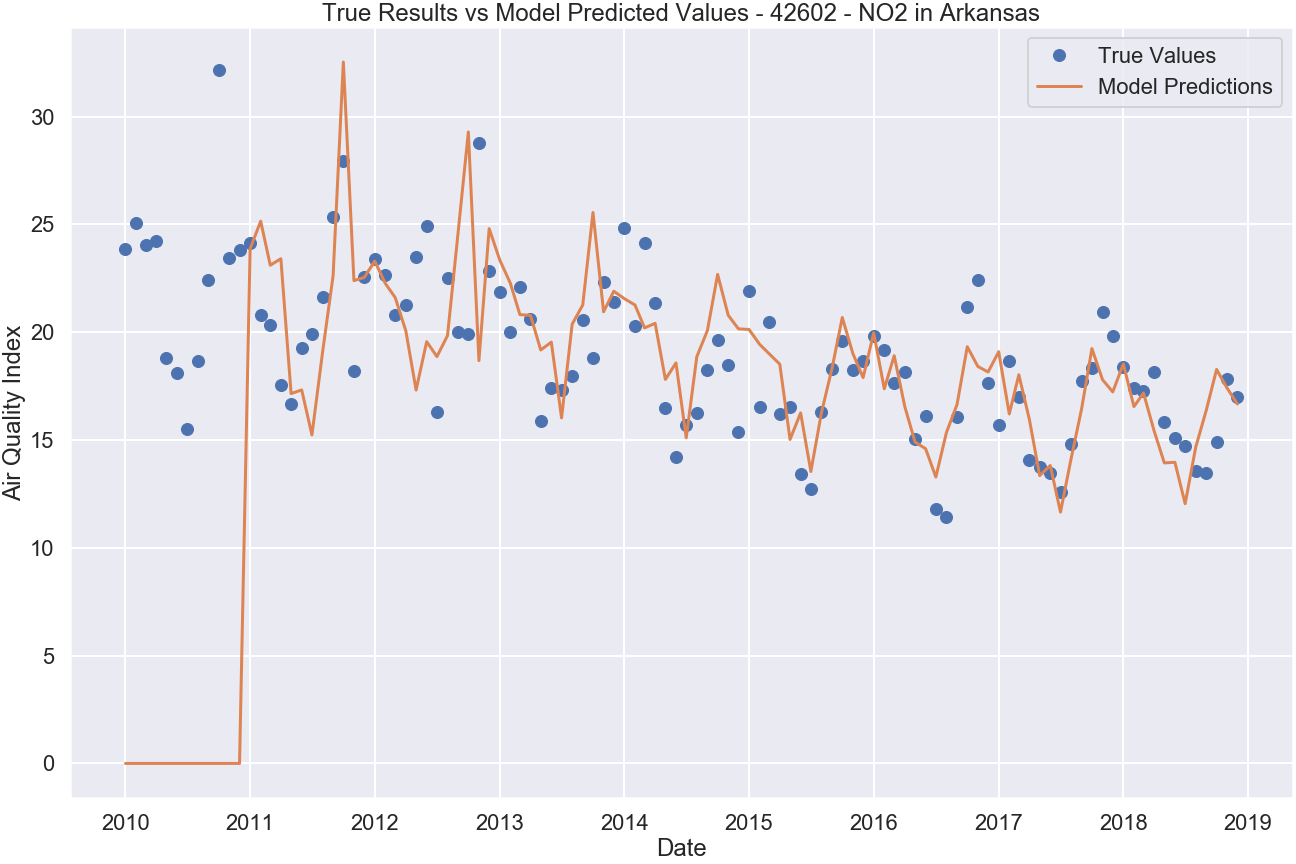 True Results vs Model Predicted Values - 42602 - NO2 in Arkansas
True Values
Model Predictions
30
25
20
15
10
5
0
Air Quality Index
2010 2011 2012 2013 2014 2015 2016 2017 2018 2019
Date